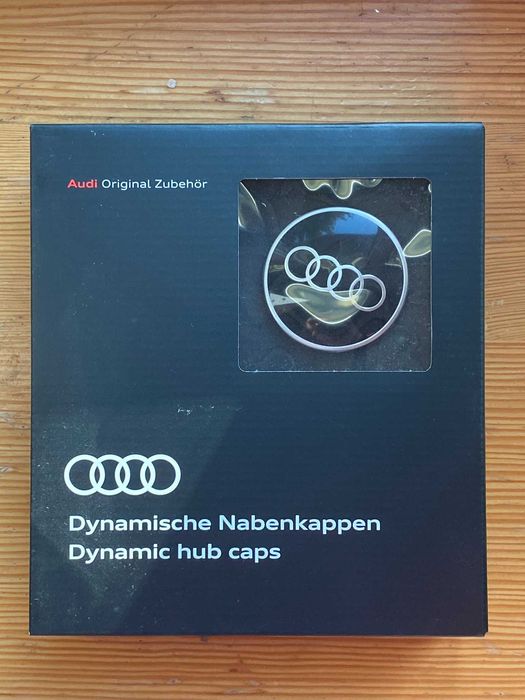 Audi Original Zubehör
Dynamische Nabenkappen
Dynamic hub caps